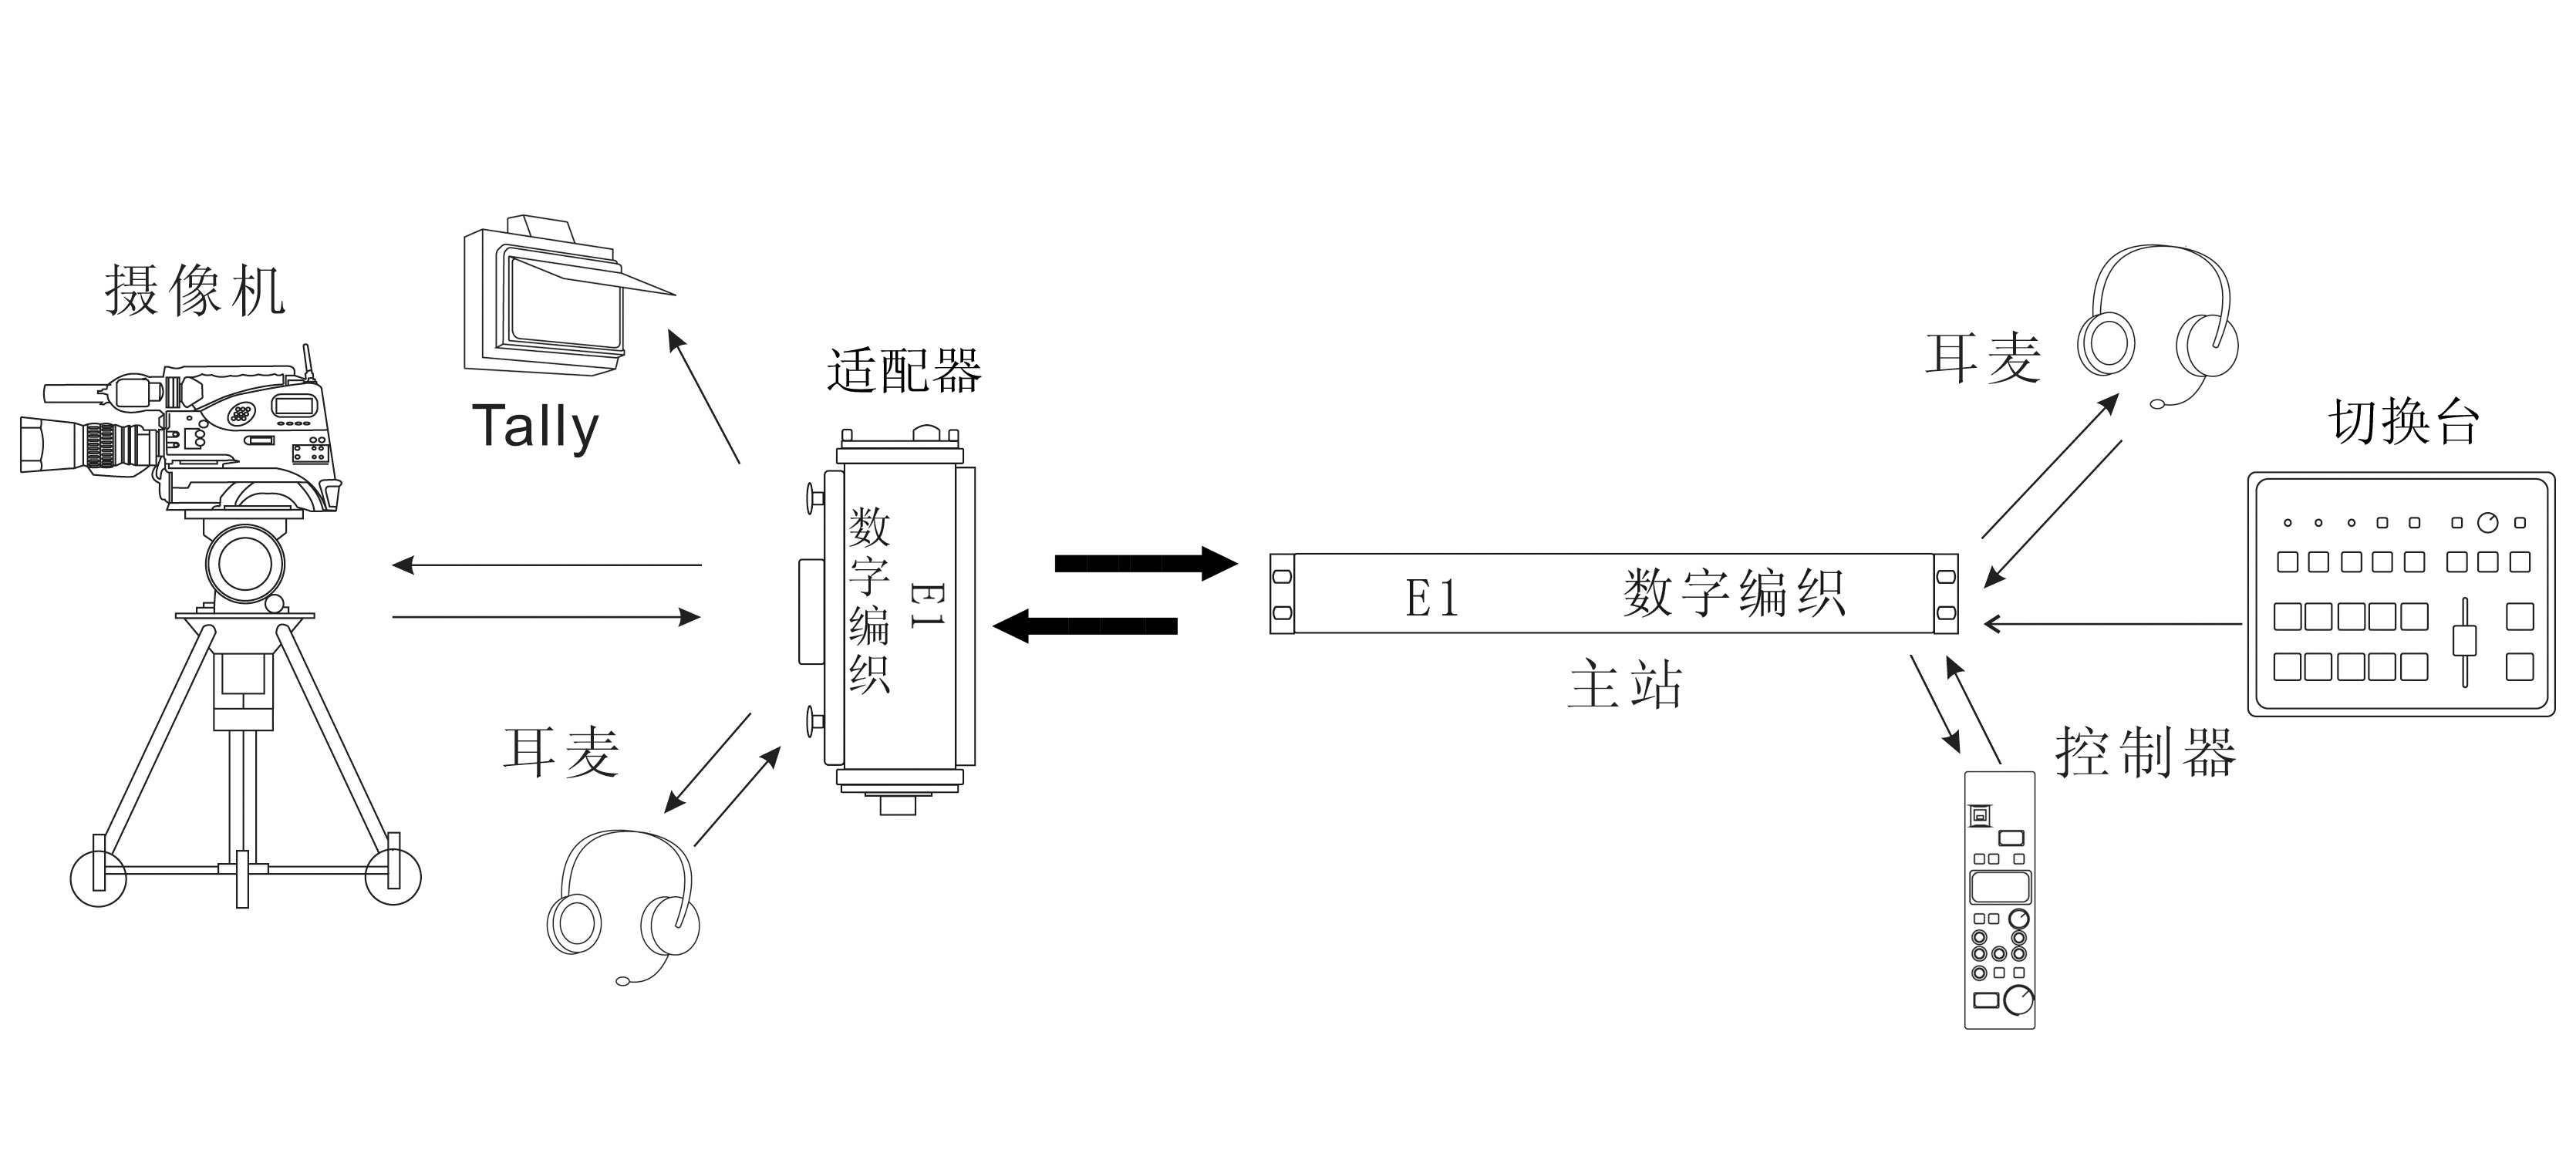 摄像机
Tally
适配器
数字编织
E1
耳麦
E1 数字编织
主站
耳麦
切换台
控制器